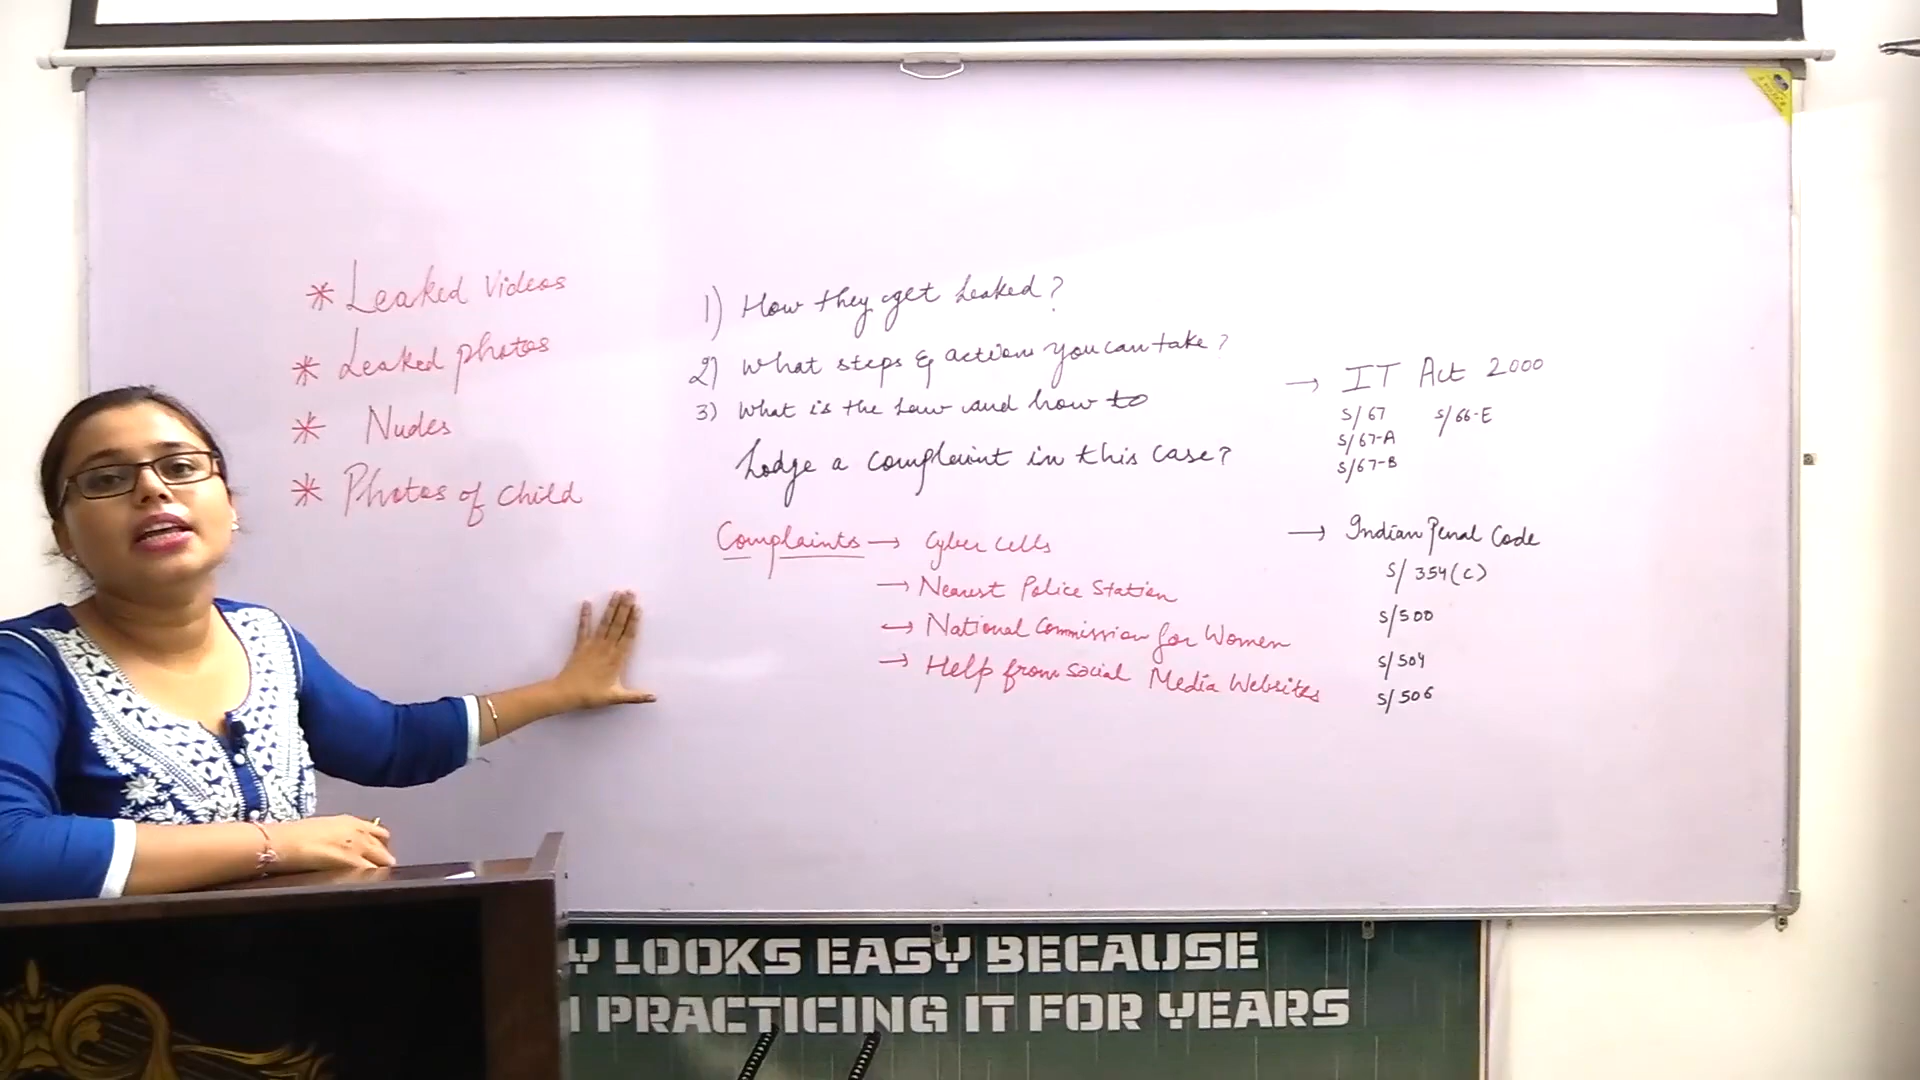 * Leaked Videos
* Leaked photos
* Nudes
* Photos of child
1) How they get leaked?
2) What steps & actions you can take?
3) What is the law and how to
Lodge a complaint in this case?
Complaints → Cyber cells
→ Nearest Police Station
→ National Commission for Women
→ Help from social Media Websites
→ IT Act 2000
S/67 S/66-E
S/67-A
S/67-B
→ Indian Penal Code
S/354(C)
S/500
S/504
S/506
Y LOOKS EASY BECAUSE
PRACTICING IT FOR YEARS